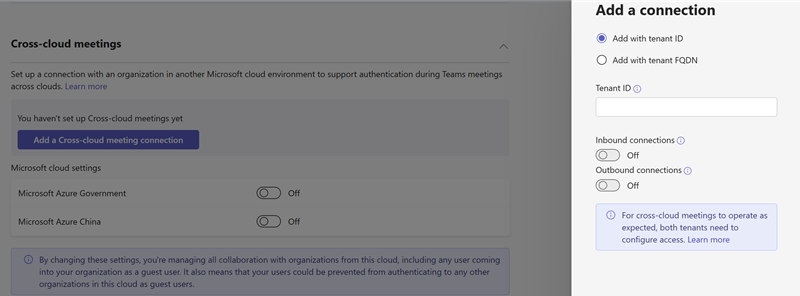 Cross-cloud meetings
Set up a connection with an organization in another Microsoft cloud environment to support authentication during Teams meetings
across clouds. Learn more
You haven't set up Cross-cloud meetings yet
Add a Cross-cloud meeting connection
Microsoft cloud settings
Microsoft Azure Government
Off
Microsoft Azure China
Off
By changing these settings, you're managing all collaboration with organizations from this cloud, including any user coming
into your organization as a guest user. It also means that your users could be prevented from authenticating to any other
organizations in this cloud as guest users.
Add a connection
Add with tenant ID
Add with tenant FQDN
Tenant ID
Inbound connections
Off
Outbound connections
Off
For cross-cloud meetings to operate as
expected, both tenants need to
configure access. Learn more